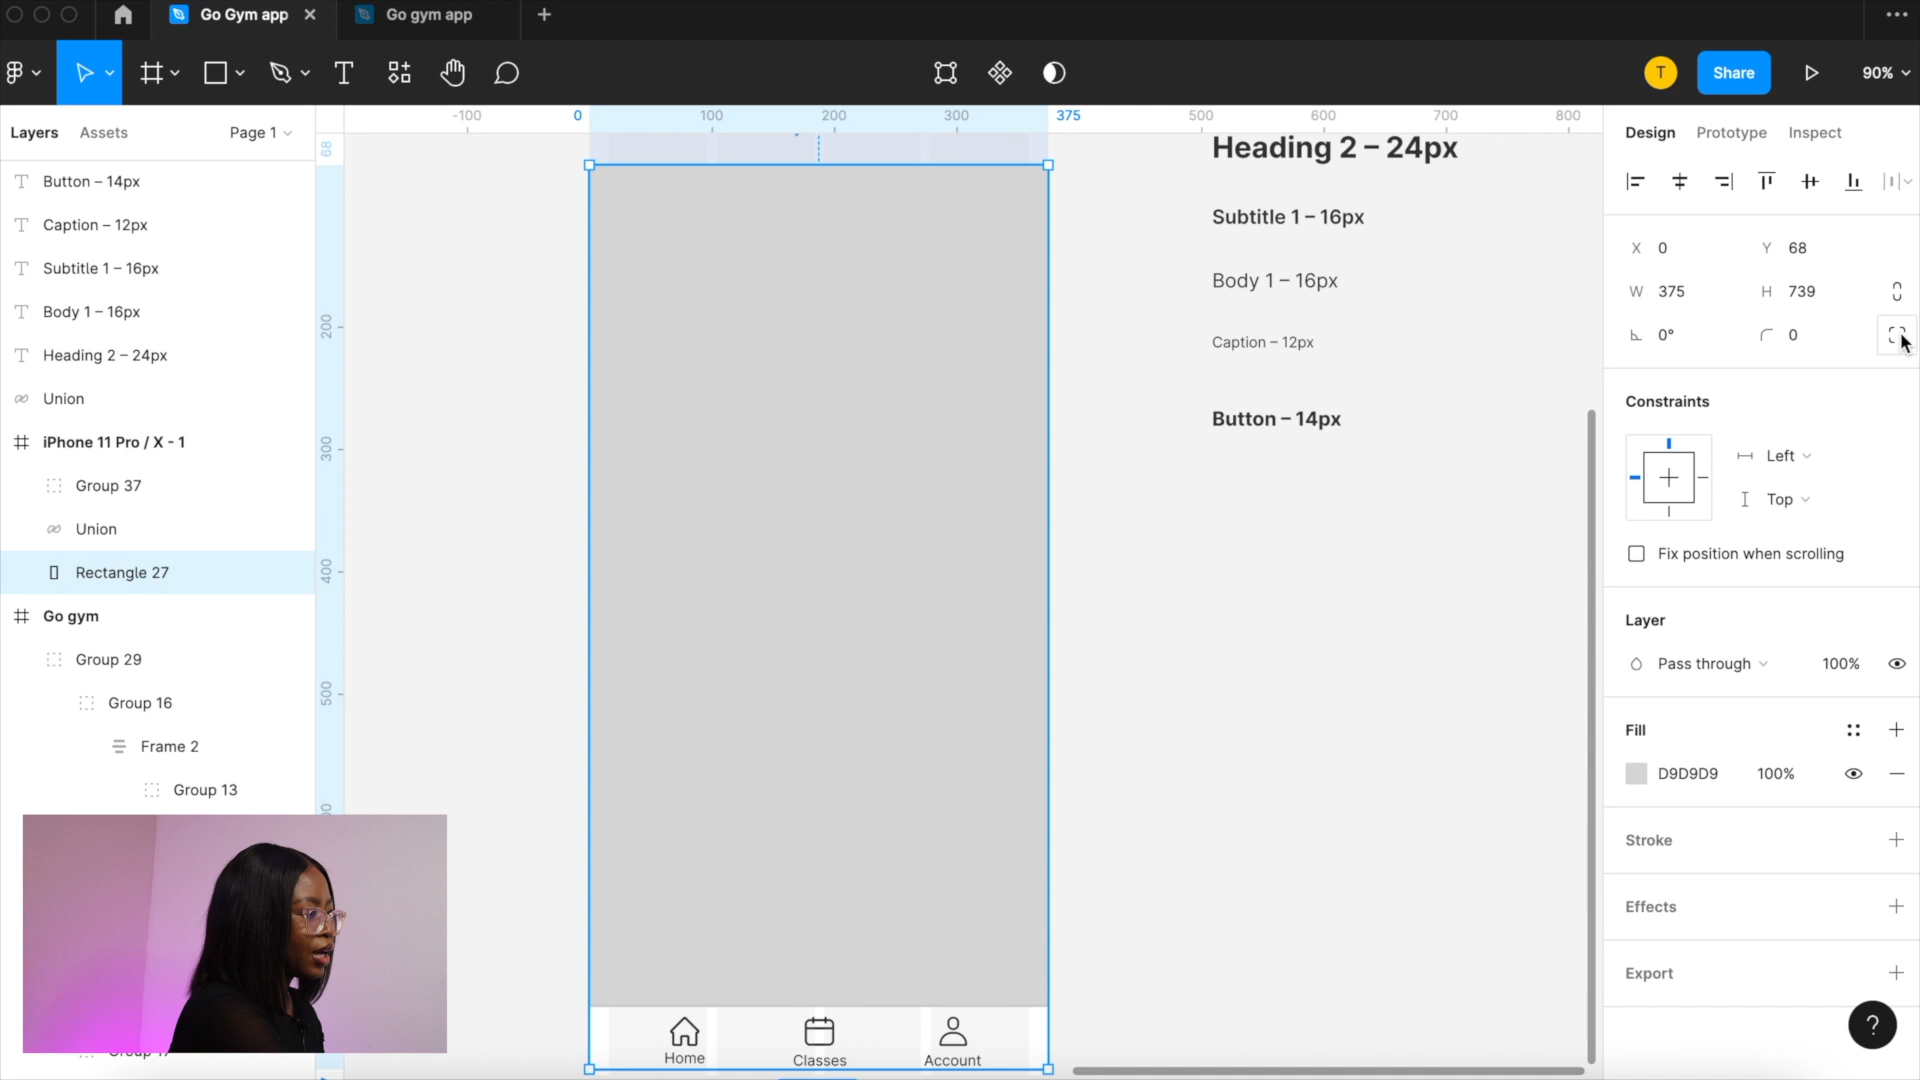 Go Gym app
Go gym app
T
Share
90%
Layers
Assets
Page 1
-100
0
100
200
300
375
500
600
700
800
Design
Prototype
Inspect
68
200
300
400
500
Button – 14px
Caption – 12px
Subtitle 1 – 16px
Body 1 – 16px
Heading 2 – 24px
Union
iPhone 11 Pro / X - 1
Group 37
Union
Rectangle 27
Go gym
Group 29
Group 16
Frame 2
Group 13
Heading 2 – 24px
Subtitle 1 – 16px
Body 1 – 16px
Caption – 12px
Button – 14px
Home
Classes
Account
X 0
Y 68
W 375
H 739
0°
0
Constraints
Left
Top
Fix position when scrolling
Layer
Pass through
100%
Fill
D9D9D9
100%
Stroke
Effects
Export
?